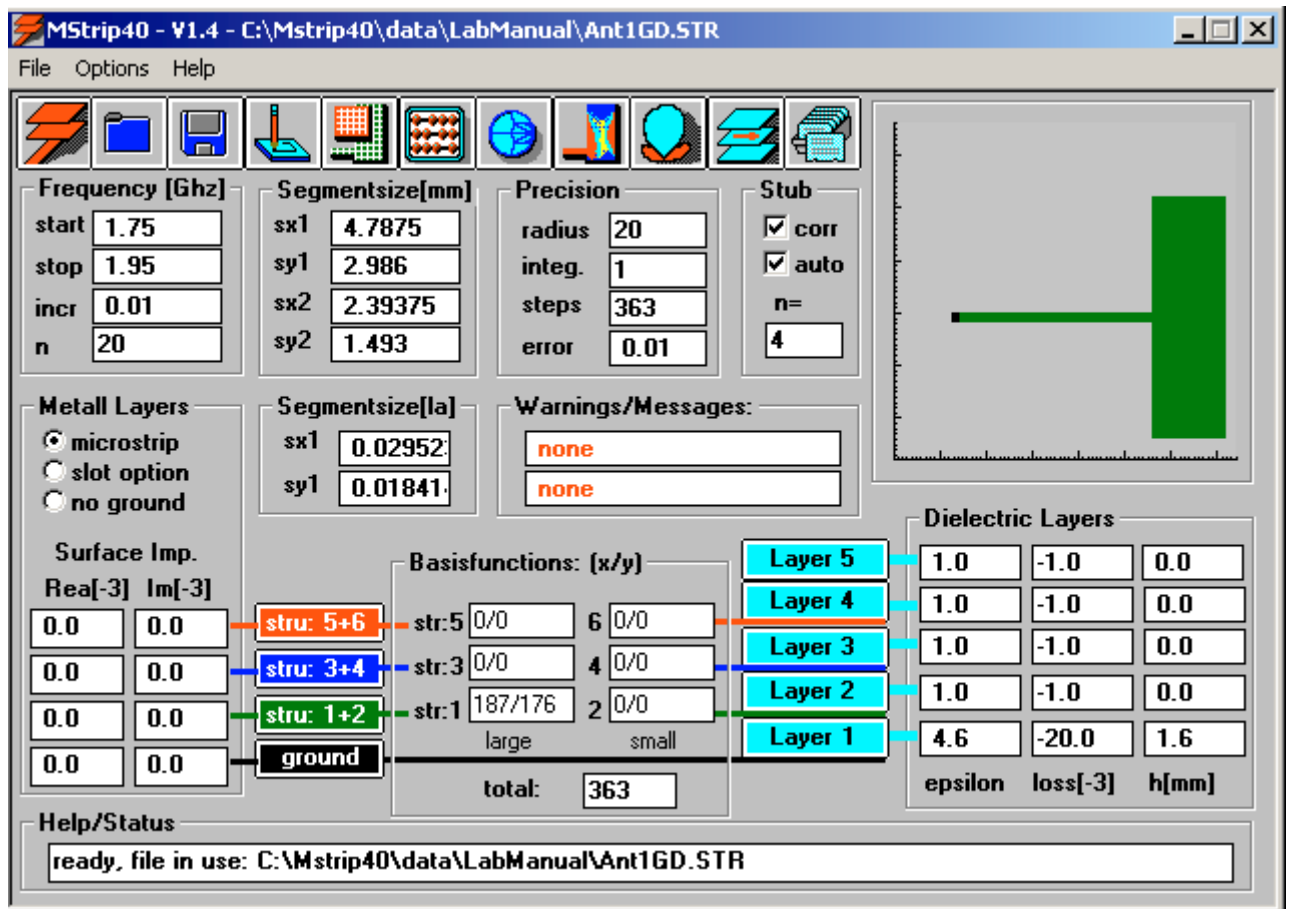 MStrip40 - V1.4 - C:\Mstrip40\data\LabManual\Ant1GD.STR
File Options Help
Frequency [Ghz]
start 1.75
stop 1.95
incr 0.01
n 20
Segmentsize[mm]
sx1 4.7875
sy1 2.986
sx2 2.39375
sy2 1.493
Precision
radius 20
integ. 1
steps 363
error 0.01
Stub
corr
auto
n=
4
Metall Layers
microstrip
slot option
no ground
Segmentsize[la]
sx1 0.02952
sy1 0.01841
Warnings/Messages:
none
none
Surface Imp.
Rea[-3] Im[-3]
0.0 0.0
0.0 0.0
0.0 0.0
0.0 0.0
stru: 5+6
stru: 3+4
stru: 1+2
ground
Basisfunctions: (x/y)
str:5 0/0 6 0/0
str:3 0/0 4 0/0
str:1 187/176 2 0/0
large small
total: 363
Layer 5
Layer 4
Layer 3
Layer 2
Layer 1
Dielectric Layers
1.0 -1.0 0.0
1.0 -1.0 0.0
1.0 -1.0 0.0
1.0 -1.0 0.0
4.6 -20.0 1.6
epsilon loss[-3] h[mm]
Help/Status
ready, file in use: C:\Mstrip40\data\LabManual\Ant1GD.STR